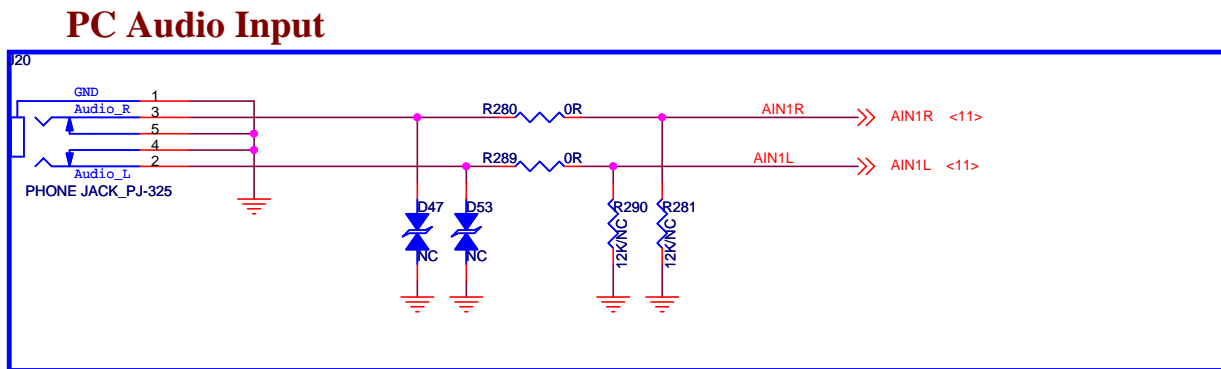 PC Audio Input
J20
GND 1
Audio_R 3
5
4
Audio_L 2
PHONE JACK_PJ-325
R280 0R AIN1R AIN1R <11>
R289 0R AIN1L AIN1L <11>
D47 D53 R290 R281
NC NC 12K/NC 12K/NC